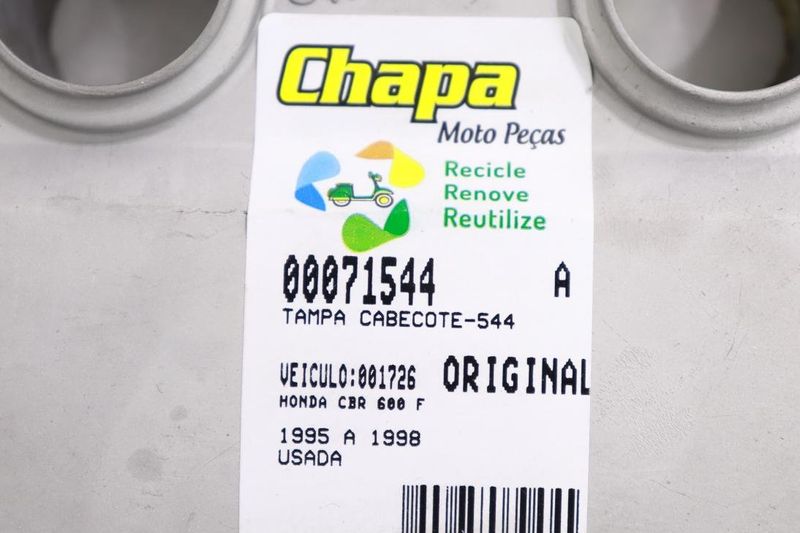 Chapa
Moto Peças
Recicle
Renove
Reutilize
00071544 A
TAMPA CABECOTE-544
VEICULO:001726 ORIGINAL
HONDA CBR 600 F
1995 A 1998
USADA